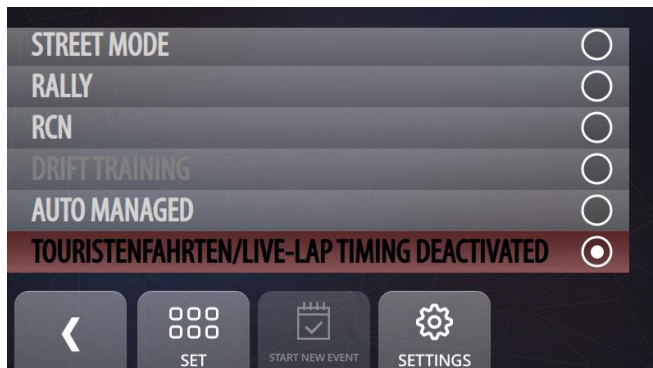 STREET MODE
RALLY
RCN
DRIFT TRAINING
AUTO MANAGED
TOURISTENFAHRTEN/LIVE-LAP TIMING DEACTIVATED
SET
START NEW EVENT
SETTINGS